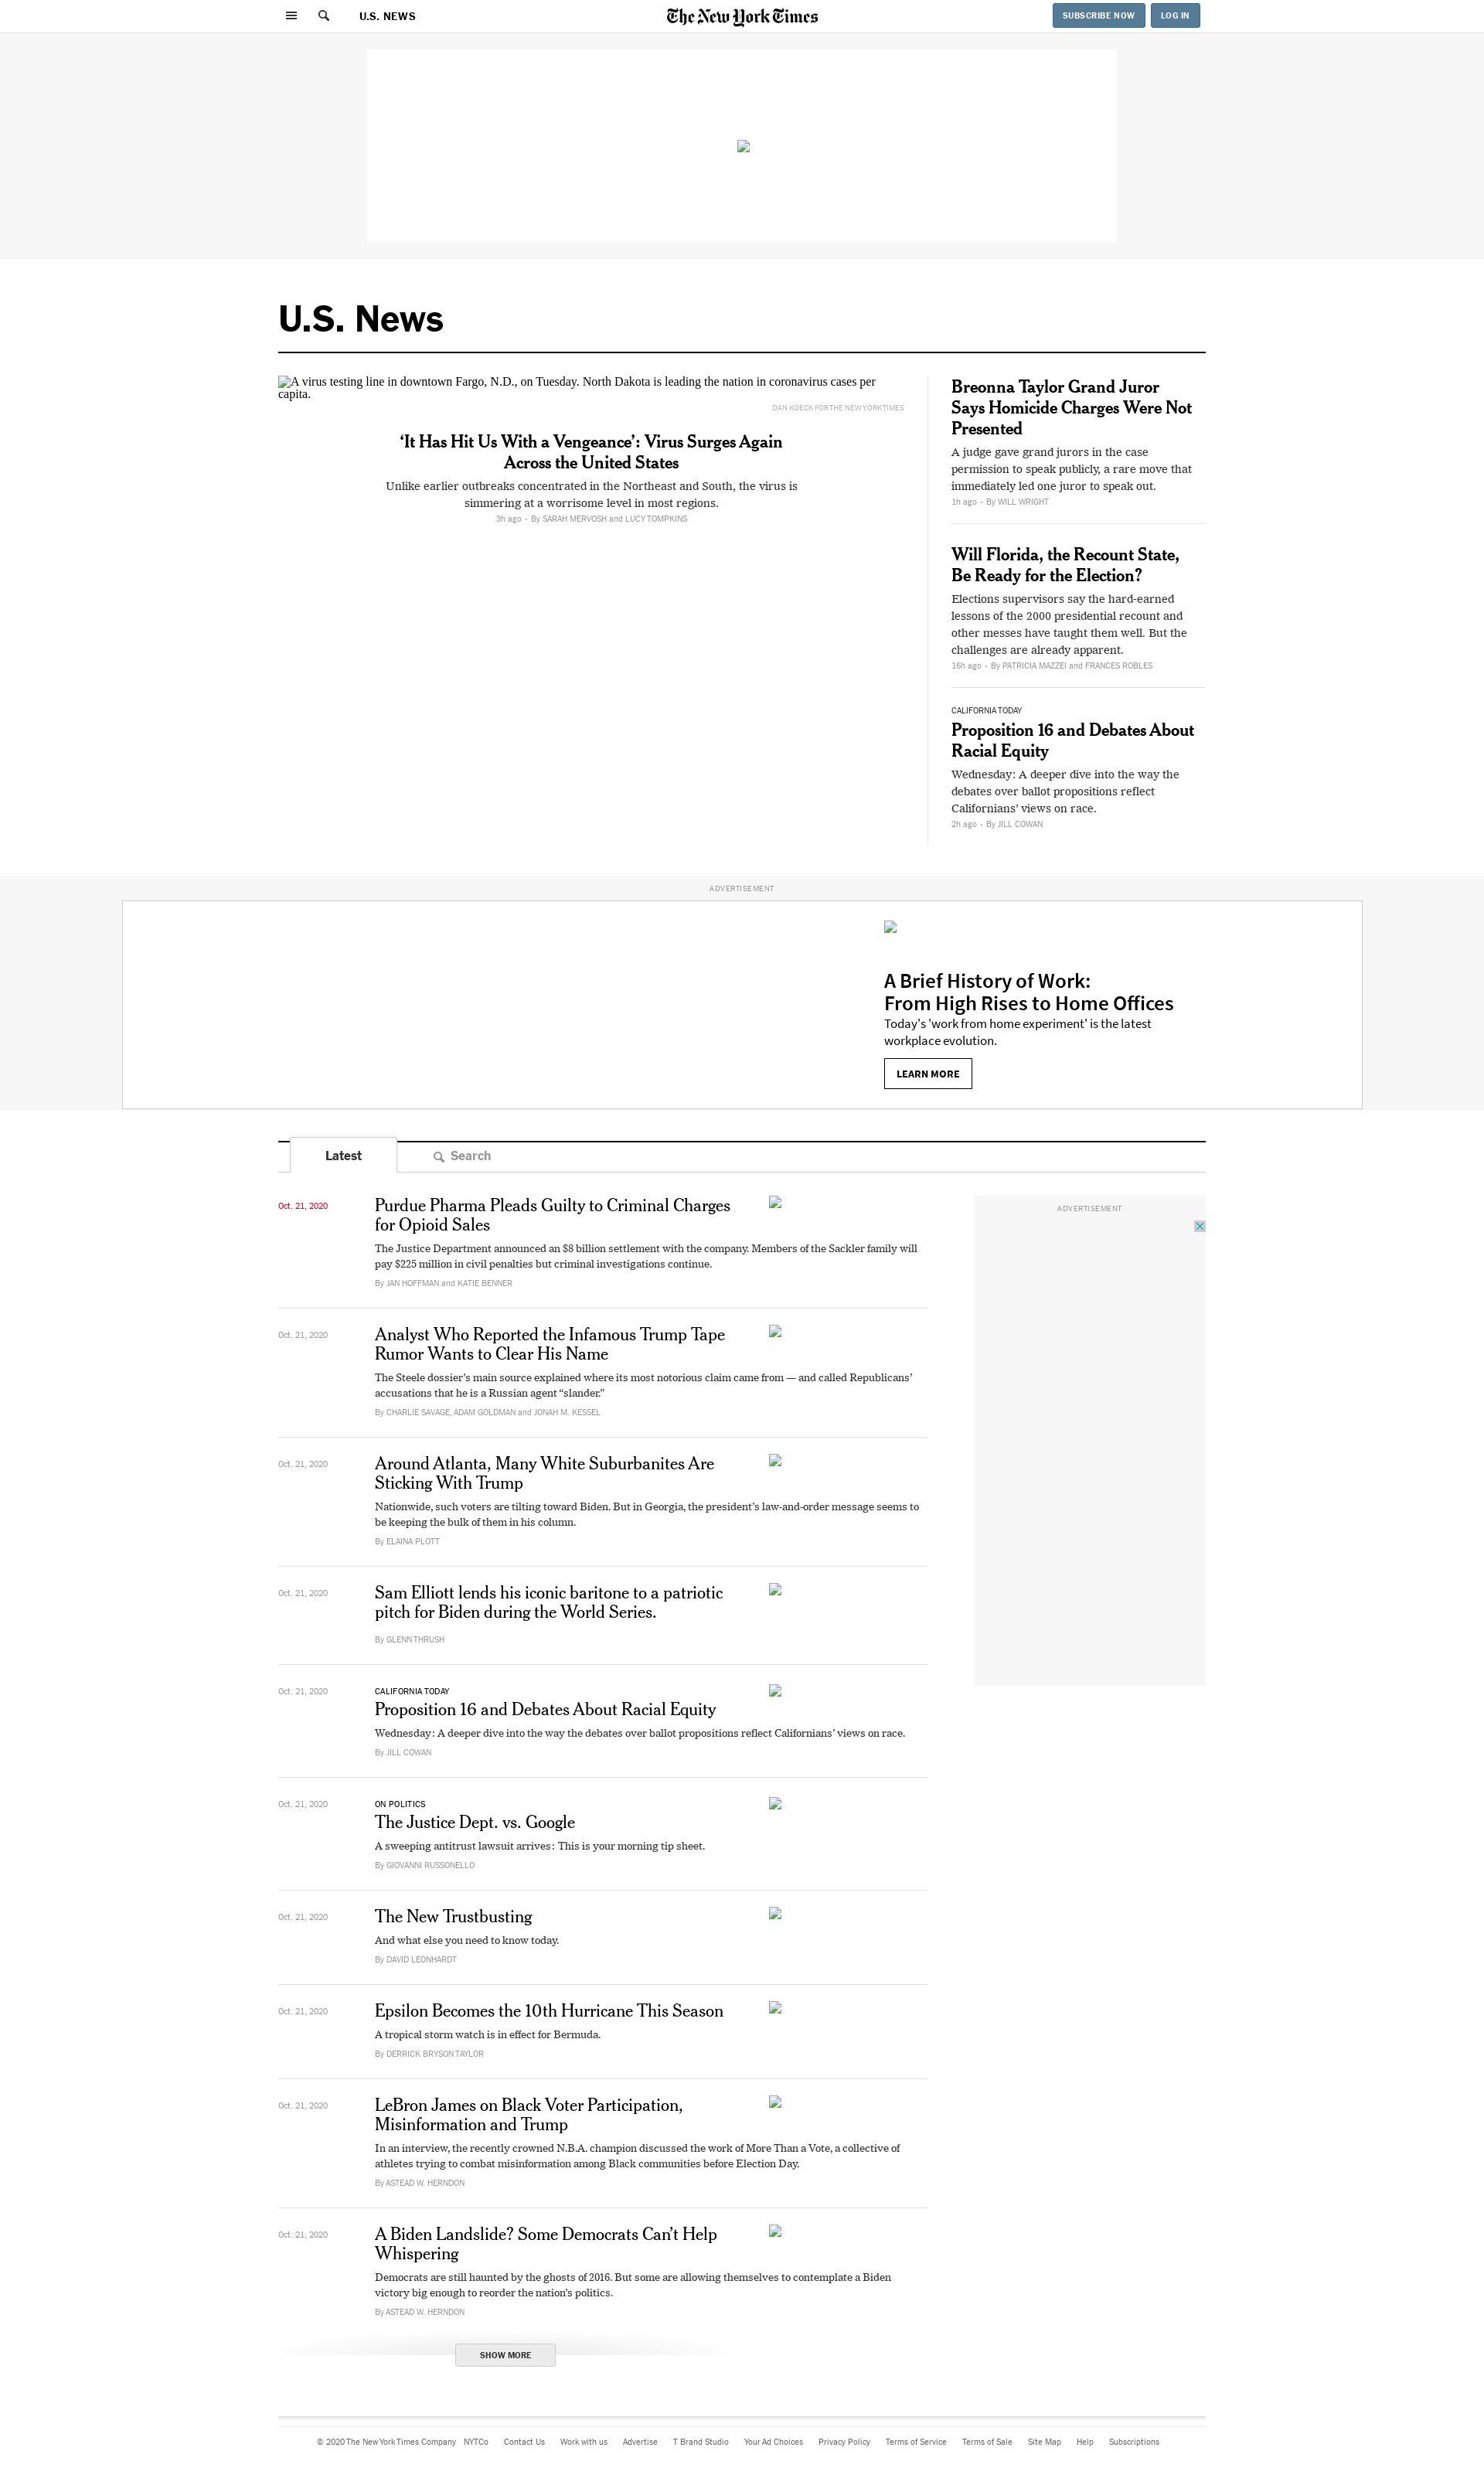 U.S. NEWS
The New York Times
SUBSCRIBE NOW
LOG IN
U.S. News
A virus testing line in downtown Fargo, N.D., on Tuesday. North Dakota is leading the nation in coronavirus cases per
capita.
DAN KOECK FOR THE NEW YORK TIMES
‘It Has Hit Us With a Vengeance’: Virus Surges Again
Across the United States
Unlike earlier outbreaks concentrated in the Northeast and South, the virus is
simmering at a worrisome level in most regions.
3h ago • By SARAH MERVOSH and LUCY TOMPKINS
Breonna Taylor Grand Juror
Says Homicide Charges Were Not
Presented
A judge gave grand jurors in the case
permission to speak publicly, a rare move that
immediately led one juror to speak out.
1h ago • By WILL WRIGHT
Will Florida, the Recount State,
Be Ready for the Election?
Elections supervisors say the hard-earned
lessons of the 2000 presidential recount and
other messes have taught them well. But the
challenges are already apparent.
16h ago • By PATRICIA MAZZEI and FRANCES ROBLES
CALIFORNIA TODAY
Proposition 16 and Debates About
Racial Equity
Wednesday: A deeper dive into the way the
debates over ballot propositions reflect
Californians’ views on race.
2h ago • By JILL COWAN
ADVERTISEMENT
A Brief History of Work:
From High Rises to Home Offices
Today's 'work from home experiment' is the latest
workplace evolution.
LEARN MORE
Latest
Search
Oct. 21, 2020
Purdue Pharma Pleads Guilty to Criminal Charges
for Opioid Sales
The Justice Department announced an $8 billion settlement with the company. Members of the Sackler family will
pay $225 million in civil penalties but criminal investigations continue.
By JAN HOFFMAN and KATIE BENNER
ADVERTISEMENT
Oct. 21, 2020
Analyst Who Reported the Infamous Trump Tape
Rumor Wants to Clear His Name
The Steele dossier’s main source explained where its most notorious claim came from — and called Republicans’
accusations that he is a Russian agent “slander.”
By CHARLIE SAVAGE, ADAM GOLDMAN and JONAH M. KESSEL
Oct. 21, 2020
Around Atlanta, Many White Suburbanites Are
Sticking With Trump
Nationwide, such voters are tilting toward Biden. But in Georgia, the president’s law-and-order message seems to
be keeping the bulk of them in his column.
By ELAINA PLOTT
Oct. 21, 2020
Sam Elliott lends his iconic baritone to a patriotic
pitch for Biden during the World Series.
By GLENN THRUSH
Oct. 21, 2020
CALIFORNIA TODAY
Proposition 16 and Debates About Racial Equity
Wednesday: A deeper dive into the way the debates over ballot propositions reflect Californians’ views on race.
By JILL COWAN
Oct. 21, 2020
ON POLITICS
The Justice Dept. vs. Google
A sweeping antitrust lawsuit arrives: This is your morning tip sheet.
By GIOVANNI RUSSONELLO
Oct. 21, 2020
The New Trustbusting
And what else you need to know today.
By DAVID LEONHARDT
Oct. 21, 2020
Epsilon Becomes the 10th Hurricane This Season
A tropical storm watch is in effect for Bermuda.
By DERRICK BRYSON TAYLOR
Oct. 21, 2020
LeBron James on Black Voter Participation,
Misinformation and Trump
In an interview, the recently crowned N.B.A. champion discussed the work of More Than a Vote, a collective of
athletes trying to combat misinformation among Black communities before Election Day.
By ASTEAD W. HERNDON
Oct. 21, 2020
A Biden Landslide? Some Democrats Can’t Help
Whispering
Democrats are still haunted by the ghosts of 2016. But some are allowing themselves to contemplate a Biden
victory big enough to reorder the nation’s politics.
By ASTEAD W. HERNDON
SHOW MORE
© 2020 The New York Times Company NYTCo Contact Us Work with us Advertise T Brand Studio Your Ad Choices Privacy Policy Terms of Service Terms of Sale Site Map Help Subscriptions